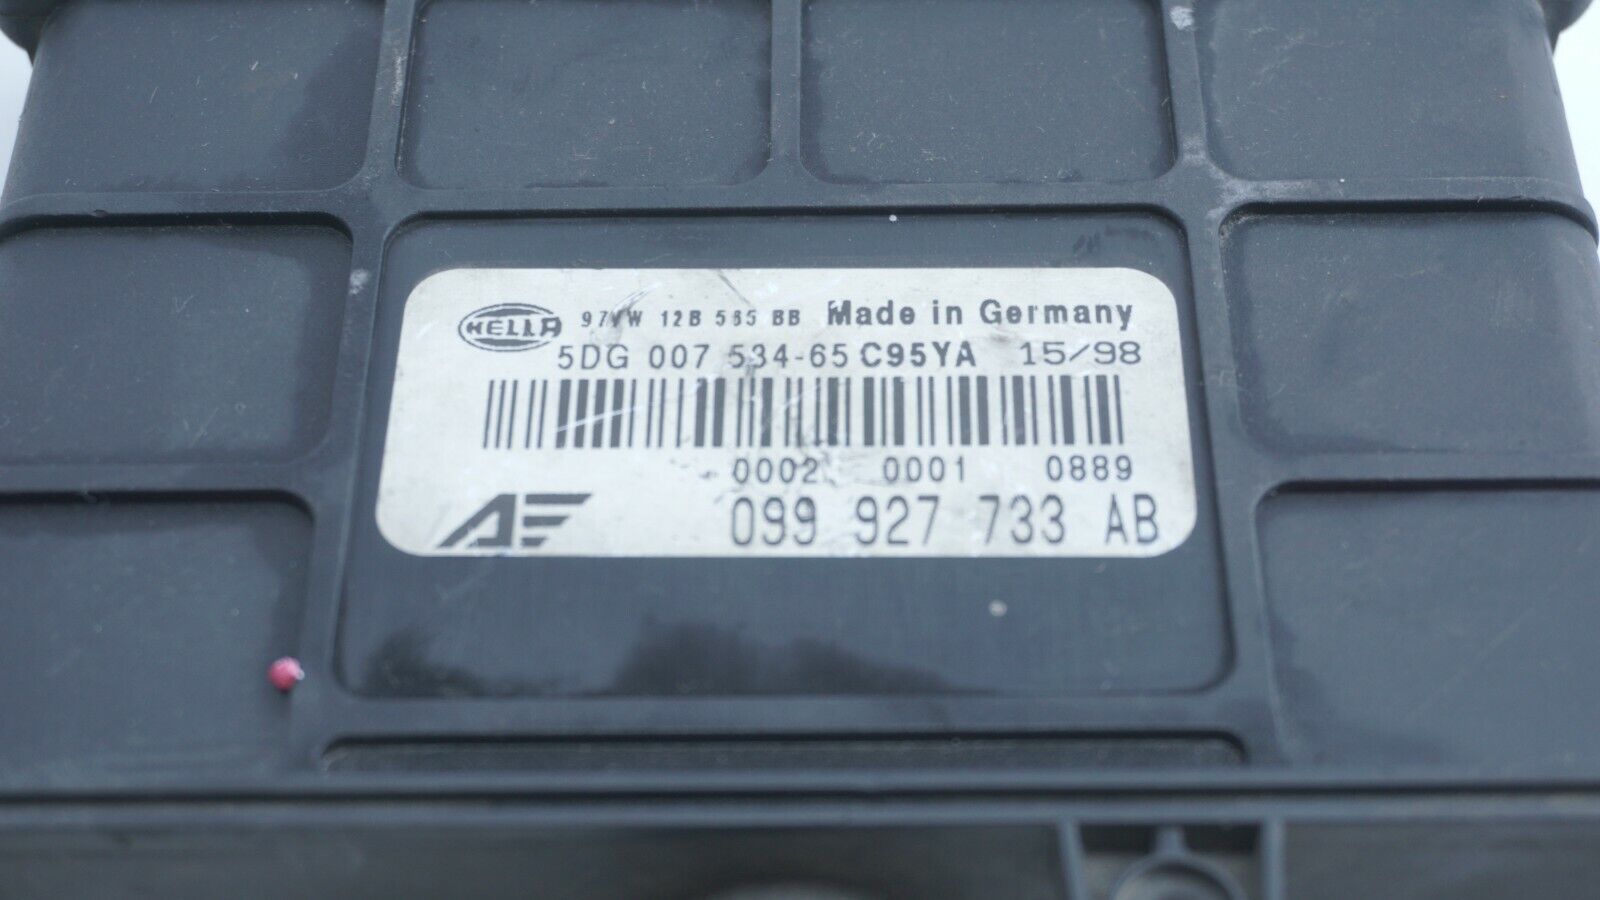 HELLA 97VW 12B 565 BB Made in Germany
5DG 007 534-65 C95YA 15/98
0002 0001 0889
AE 099 927 733 AB